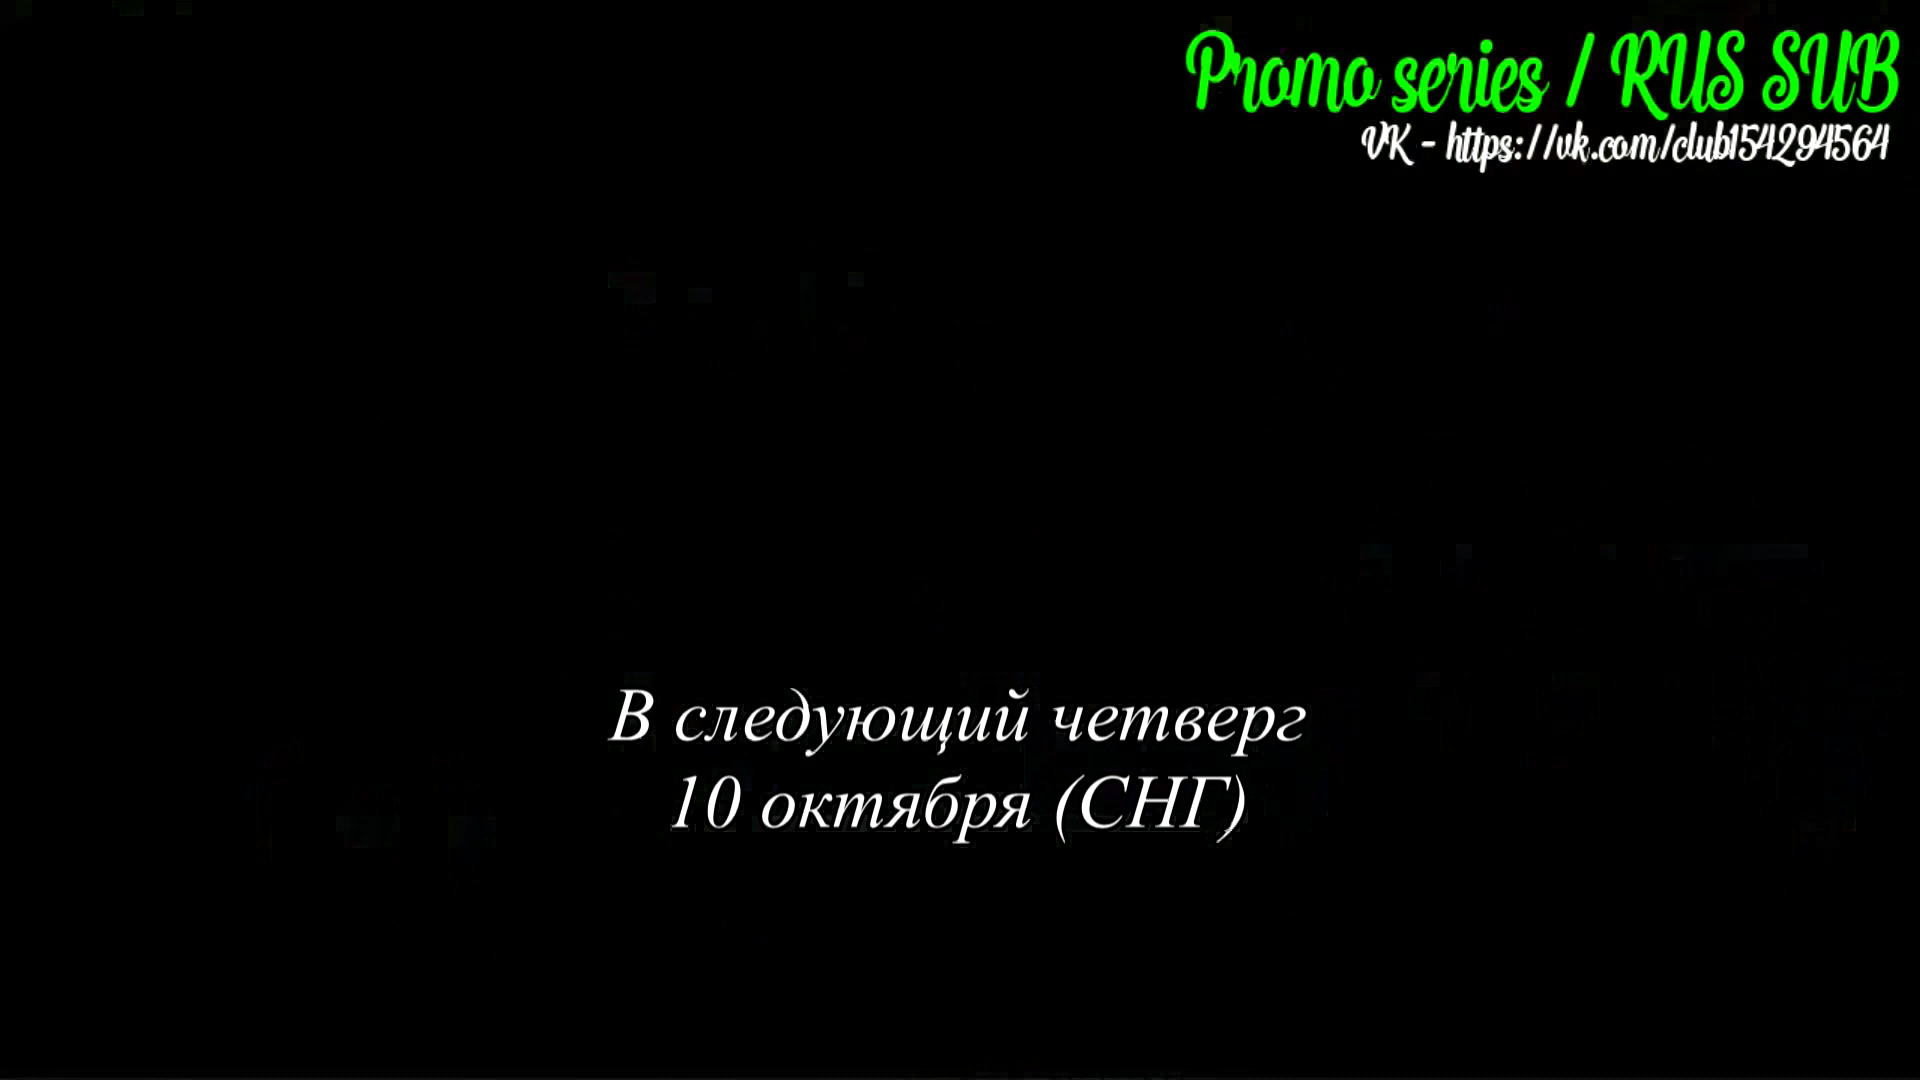 Promo series / RUS SUB
VK - https://vk.com/club154294564
В следующий четверг
10 октября (СНГ)